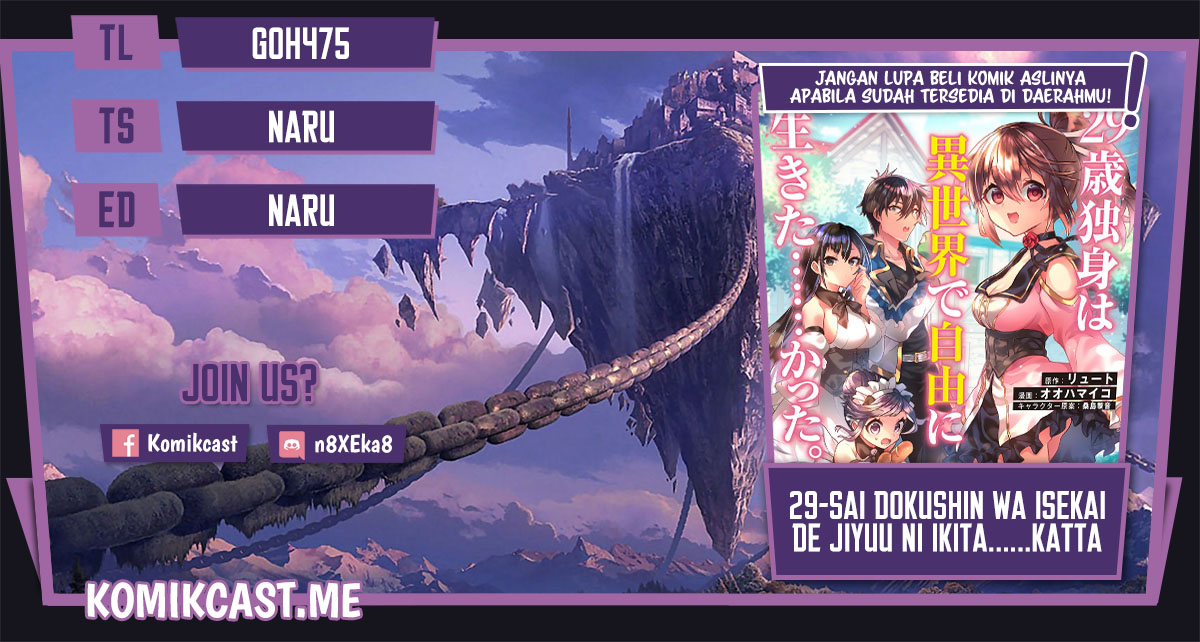 TL
GOH475
TS
NARU
ED
NARU
JOIN US?
Komikcast
n8XEka8
KOMIKCAST.ME
JANGAN LUPA BELI KOMIK ASLINYA
APABILA SUDAH TERSEDIA DI DAERAHMU!
29歳独身は
異世界で自由に
生きた……かった。
原作:リュート
漫画:オオハマイコ
キャラクター原案:桑島黎音
29-SAI DOKUSHIN WA ISEKAI
DE JIYUU NI IKITA......KATTA